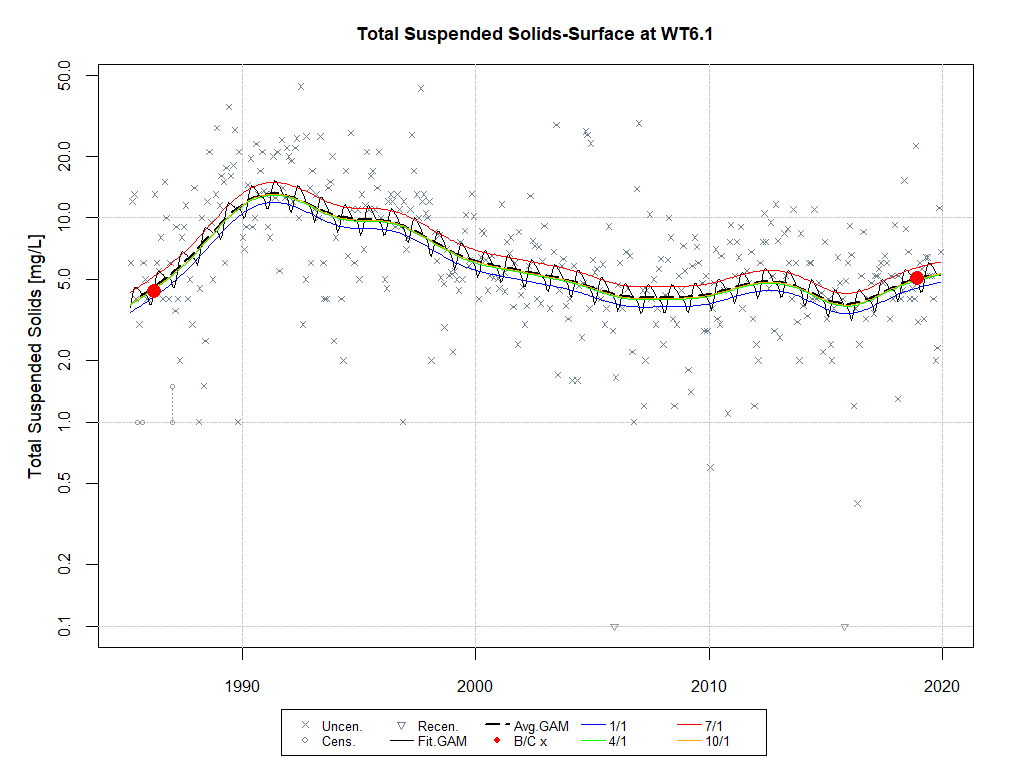 Total Suspended Solids-Surface at WT6.1
Total Suspended Solids [mg/L]
50.0
20.0
10.0
8.0
5.0
2.0
1.0
0.5
0.2
0.1
1990 2000 2010 2020
Uncen. Recen. Avg.GAM 1/1 7/1
Cens. Fit.GAM B/C x 4/1 10/1